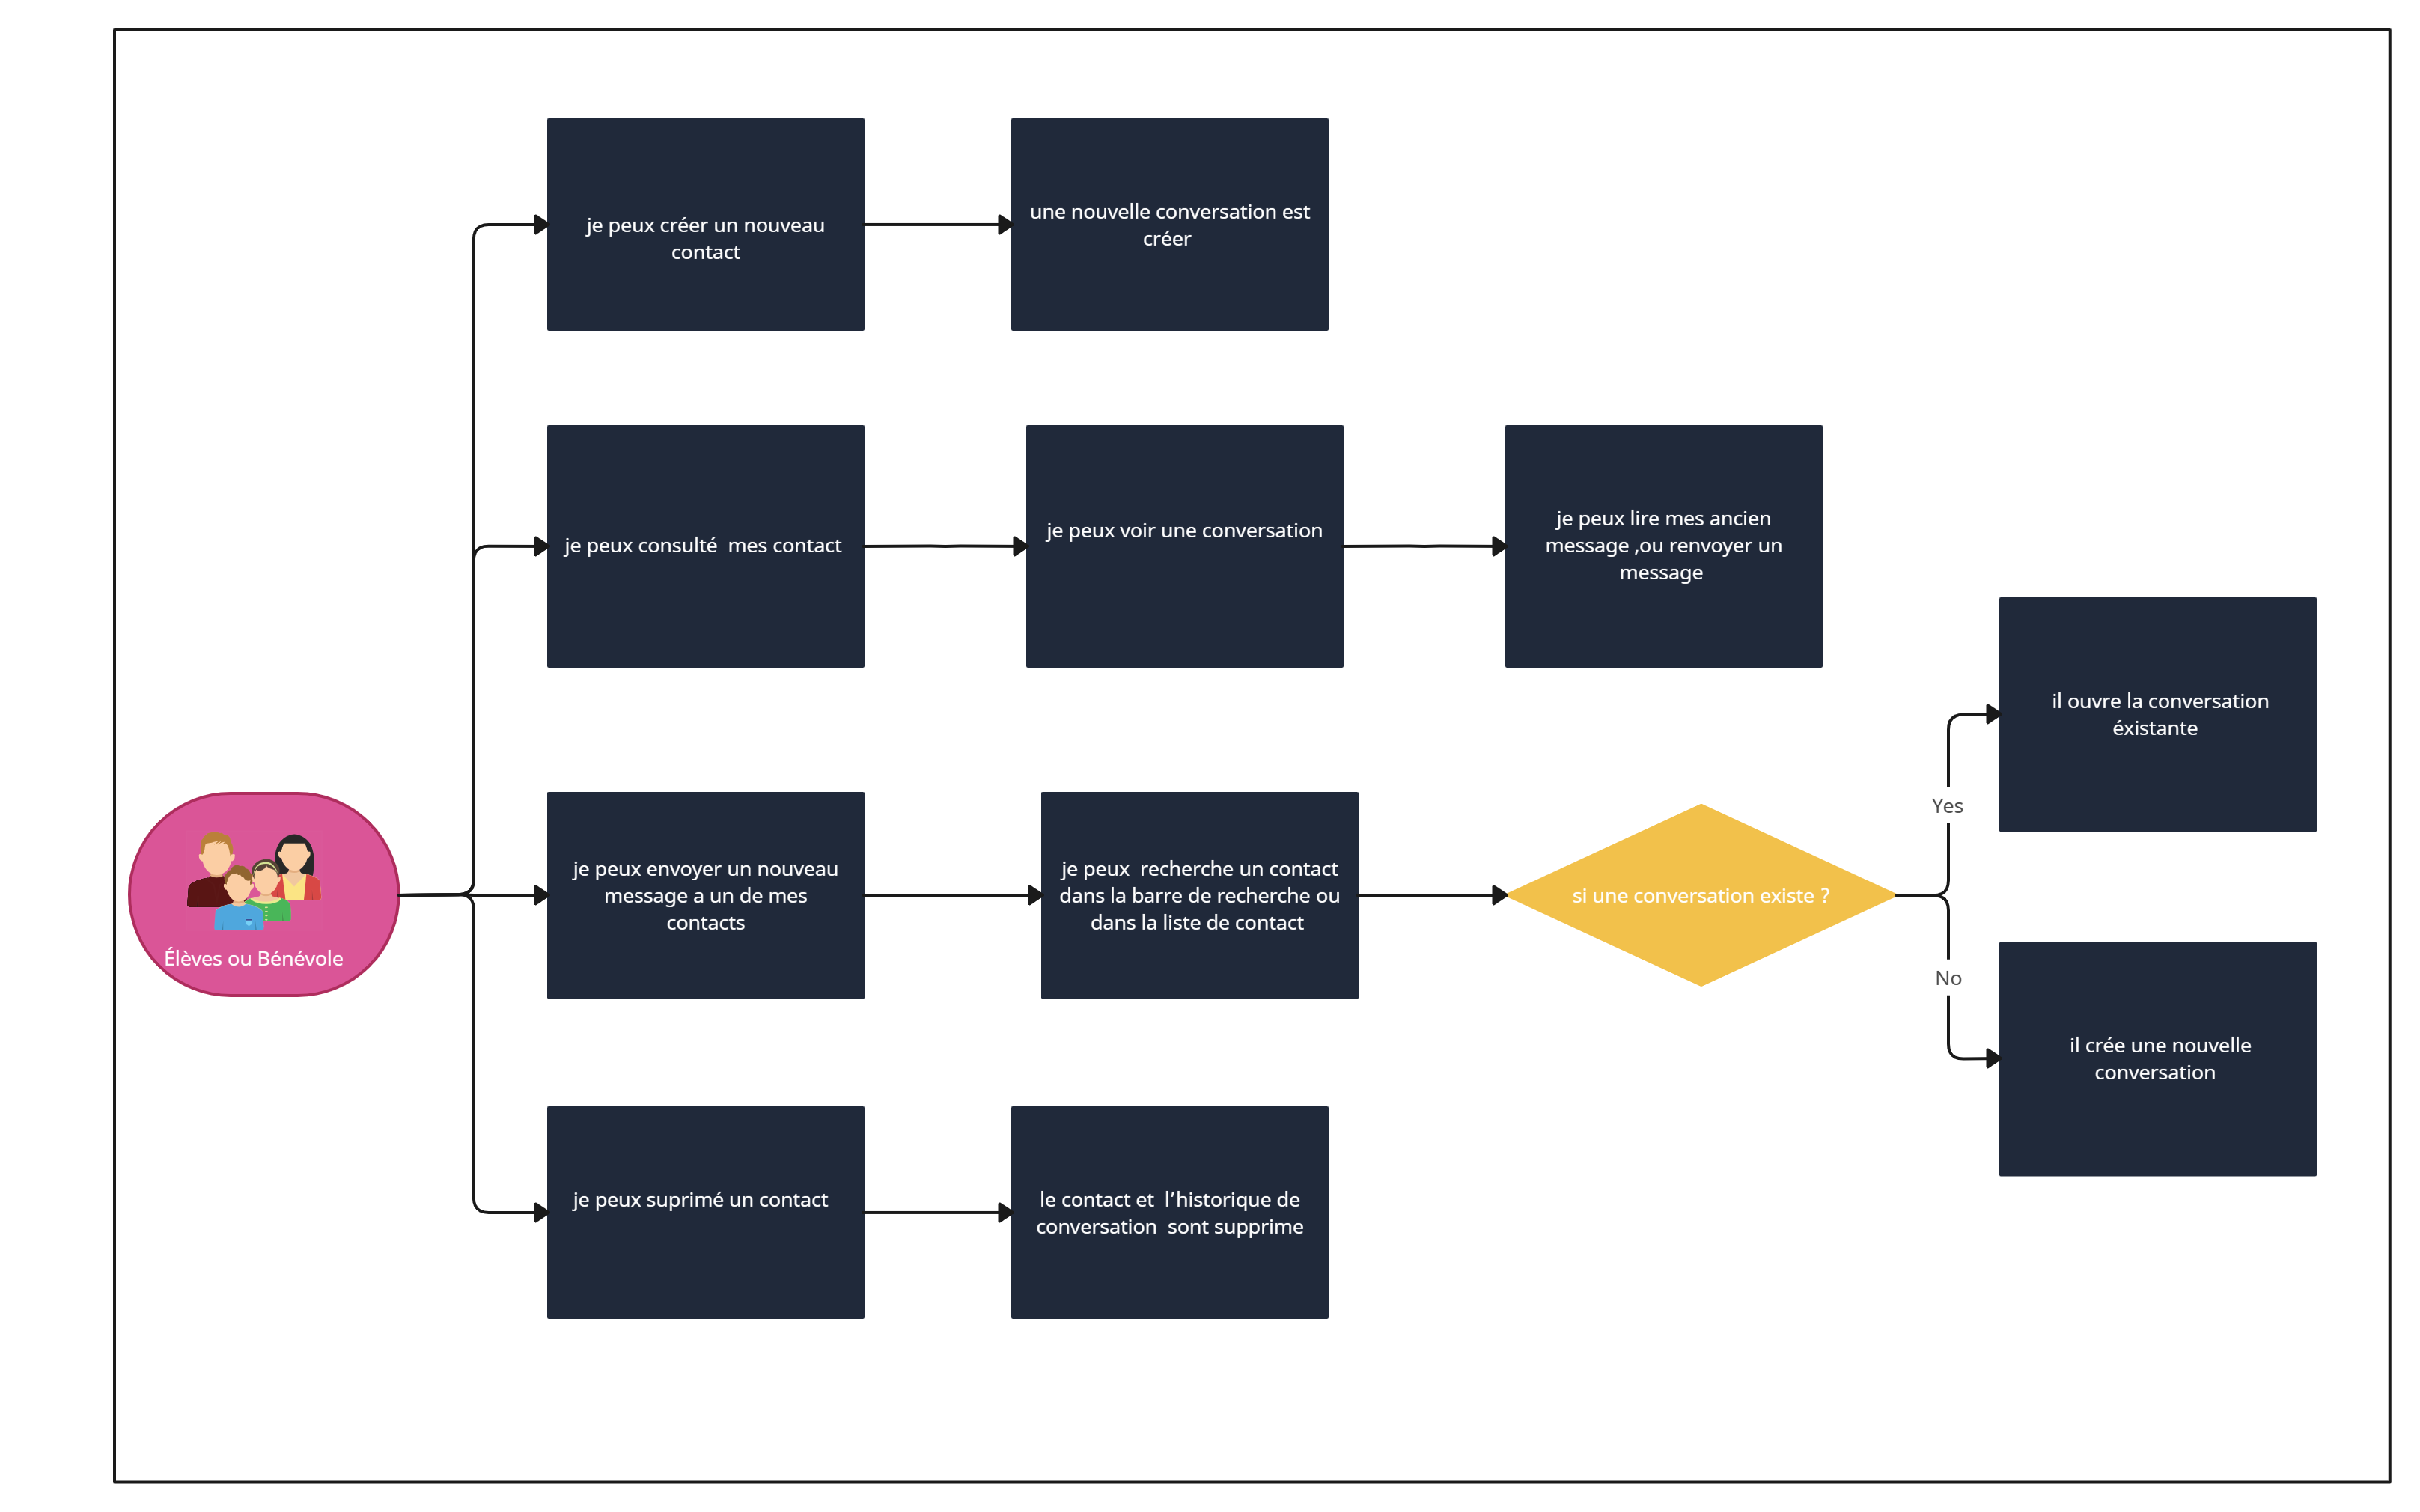 je peux créer un nouveau
contact
une nouvelle conversation est
créer
je peux consulté  mes contact
je peux voir une conversation
je peux lire mes ancien
message ,ou renvoyer un
message
Élèves ou Bénévole
je peux envoyer un nouveau
message a un de mes
contacts
je peux  recherche un contact
dans la barre de recherche ou
dans la liste de contact
si une conversation existe ?
Yes
il ouvre la conversation
éxistante
No
il crée une nouvelle
conversation
je peux suprimé un contact
le contact et  l’historique de
conversation  sont supprime